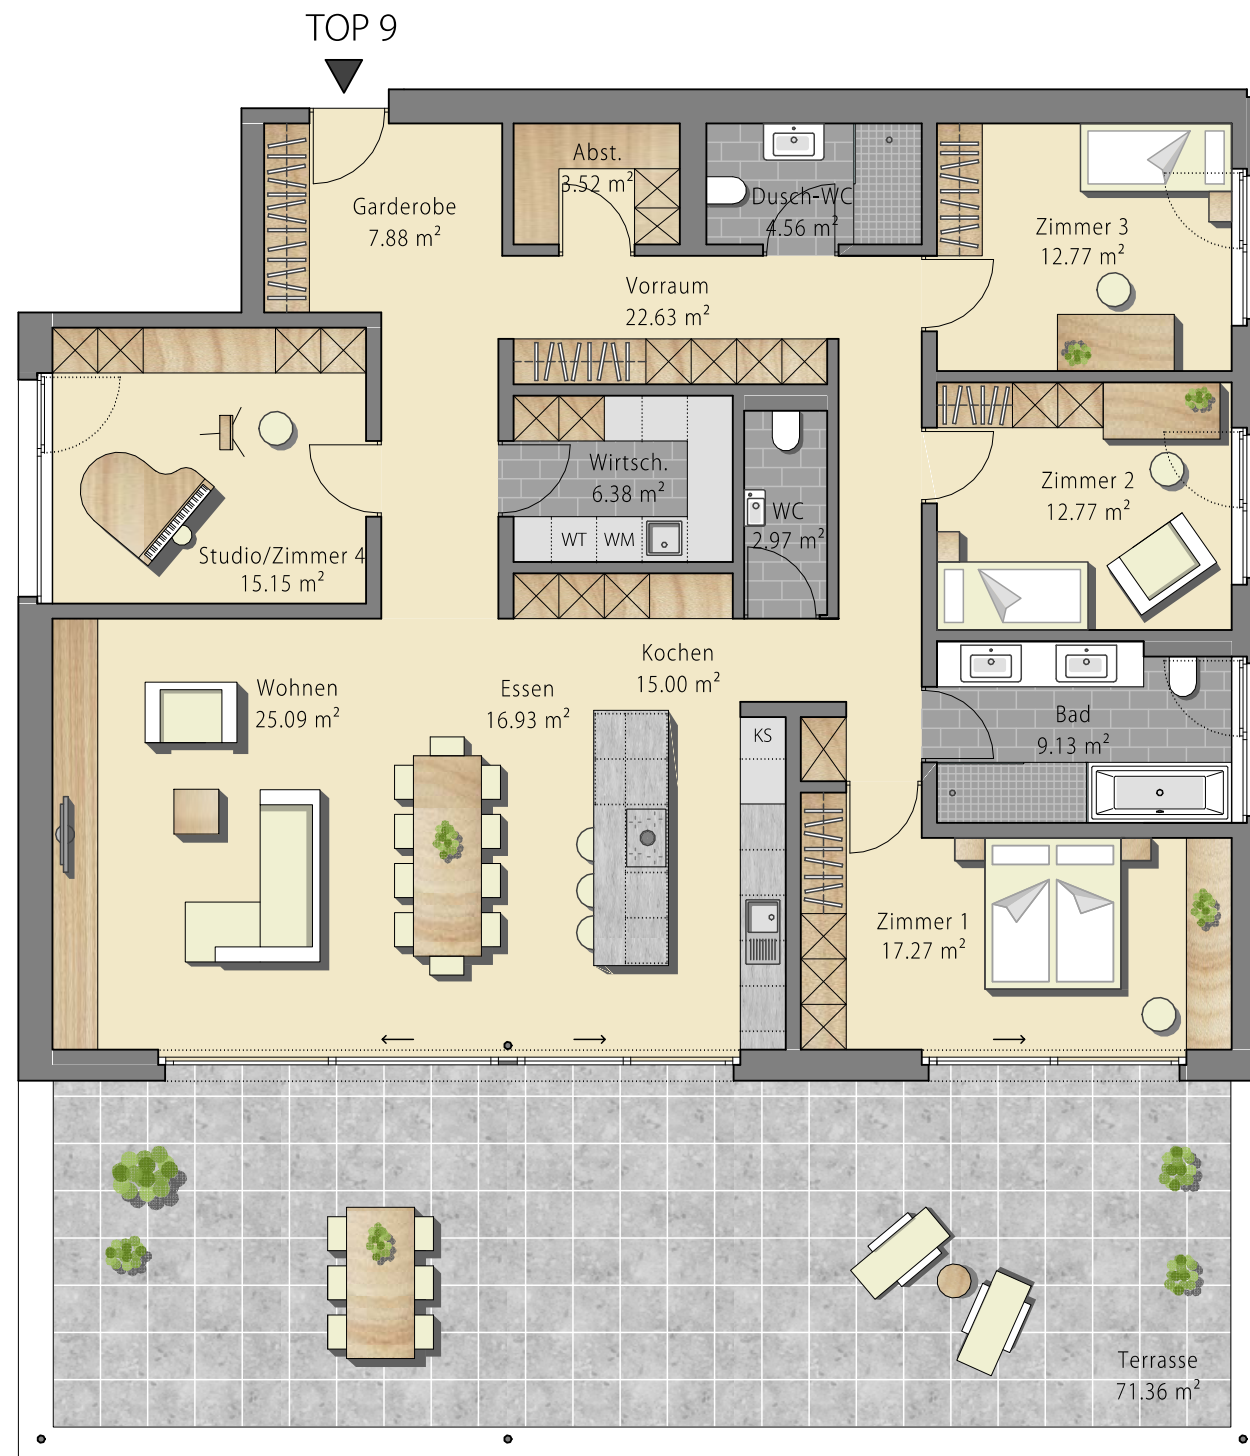 TOP 9
Abst.
3.52 m²
Garderobe
7.88 m²
Dusch-WC
4.56 m²
Zimmer 3
12.77 m²
Vorraum
22.63 m²
Wirtsch.
6.38 m²
Zimmer 2
12.77 m²
WC
2.97 m²
WT WM
Studio/Zimmer 4
15.15 m²
Kochen
15.00 m²
Wohnen
25.09 m²
Essen
16.93 m²
KS
Bad
9.13 m²
Zimmer 1
17.27 m²
Terrasse
71.36 m²